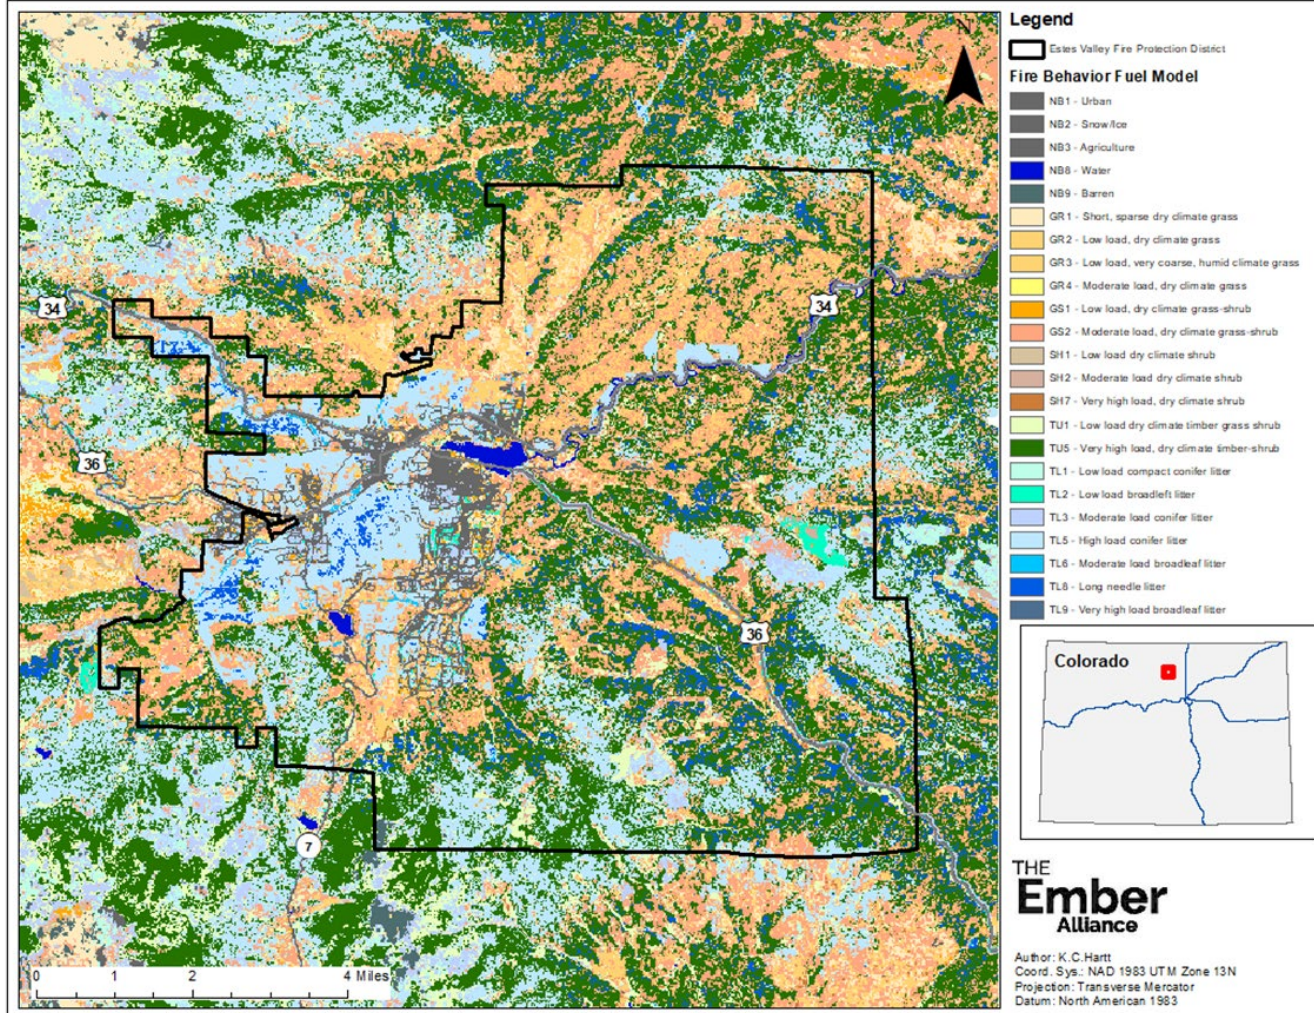 N
34
34
36
36
7
0 1 2 4 Miles
Legend
Estes Valley Fire Protection District
Fire Behavior Fuel Model
NB1 - Urban
NB2 - Snow/Ice
NB3 - Agriculture
NB8 - Water
NB9 - Barren
GR1 - Short, sparse dry climate grass
GR2 - Low load, dry climate grass
GR3 - Low load, very coarse, humid climate grass
GR4 - Moderate load, dry climate grass
GS1 - Low load, dry climate grass-shrub
GS2 - Moderate load, dry climate grass-shrub
SH1 - Low load dry climate shrub
SH2 - Moderate load dry climate shrub
SH7 - Very high load, dry climate shrub
TU1 - Low load dry climate timber grass shrub
TU5 - Very high load, dry climate timber-shrub
TL1 - Low load compact conifer litter
TL2 - Low load broadleft litter
TL3 - Moderate load conifer litter
TL5 - High load conifer litter
TL6 - Moderate load broadleaf litter
TL8 - Long needle litter
TL9 - Very high load broadleaf litter
Colorado
THE
Ember
Alliance
Author: K.C.Hartt
Coord. Sys.: NAD 1983 UTM Zone 13N
Projection: Transverse Mercator
Datum: North American 1983